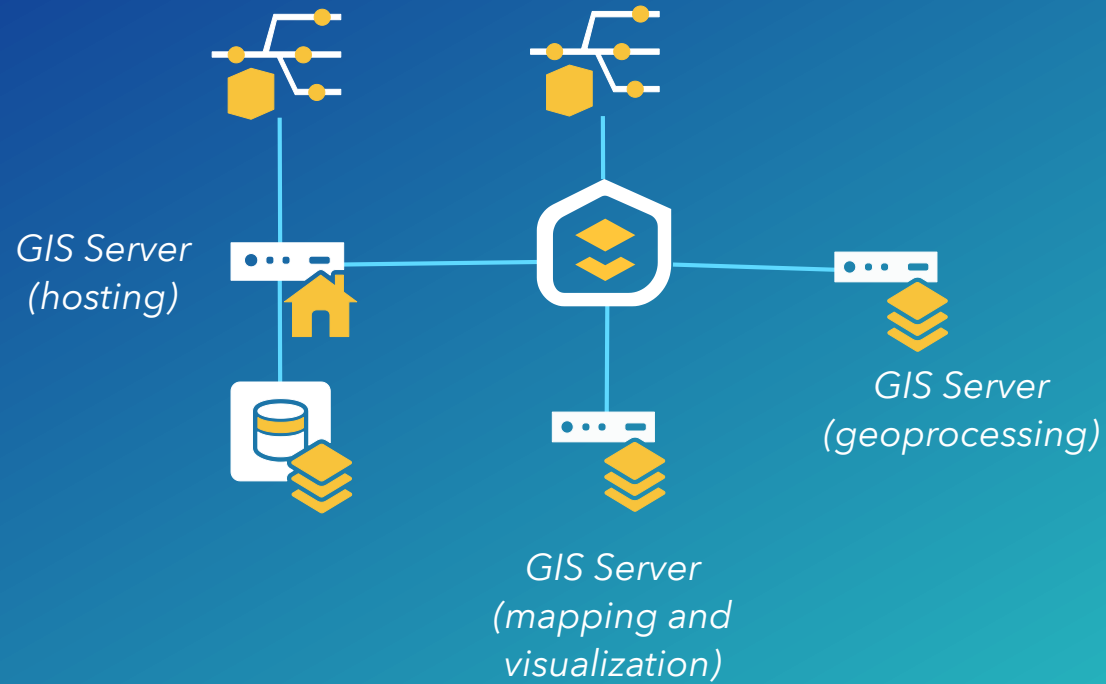 GIS Server
(hosting)
GIS Server
(geoprocessing)
GIS Server
(mapping and
visualization)